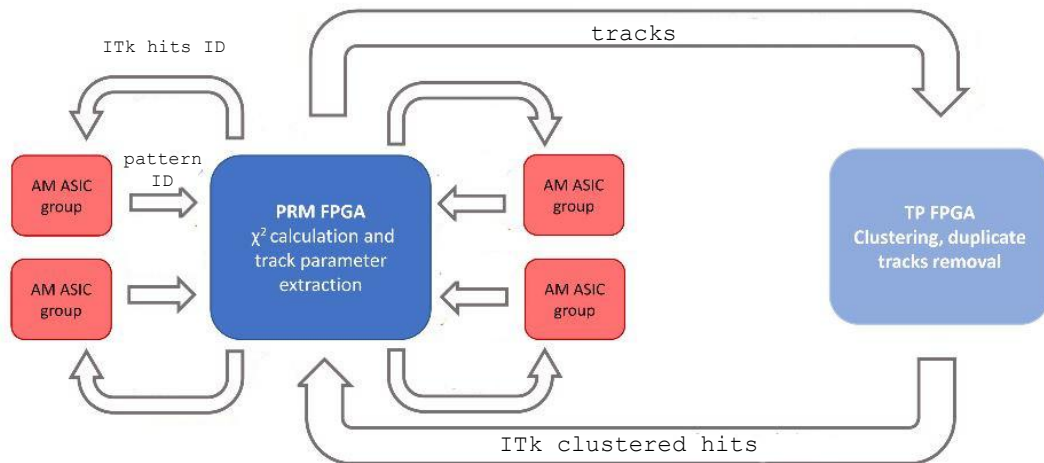 tracks
ITk hits ID
pattern
ID
AM ASIC
group
AM ASIC
group
PRM FPGA
χ² calculation and
track parameter
extraction
AM ASIC
group
AM ASIC
group
TP FPGA
Clustering, duplicate
tracks removal
ITk clustered hits